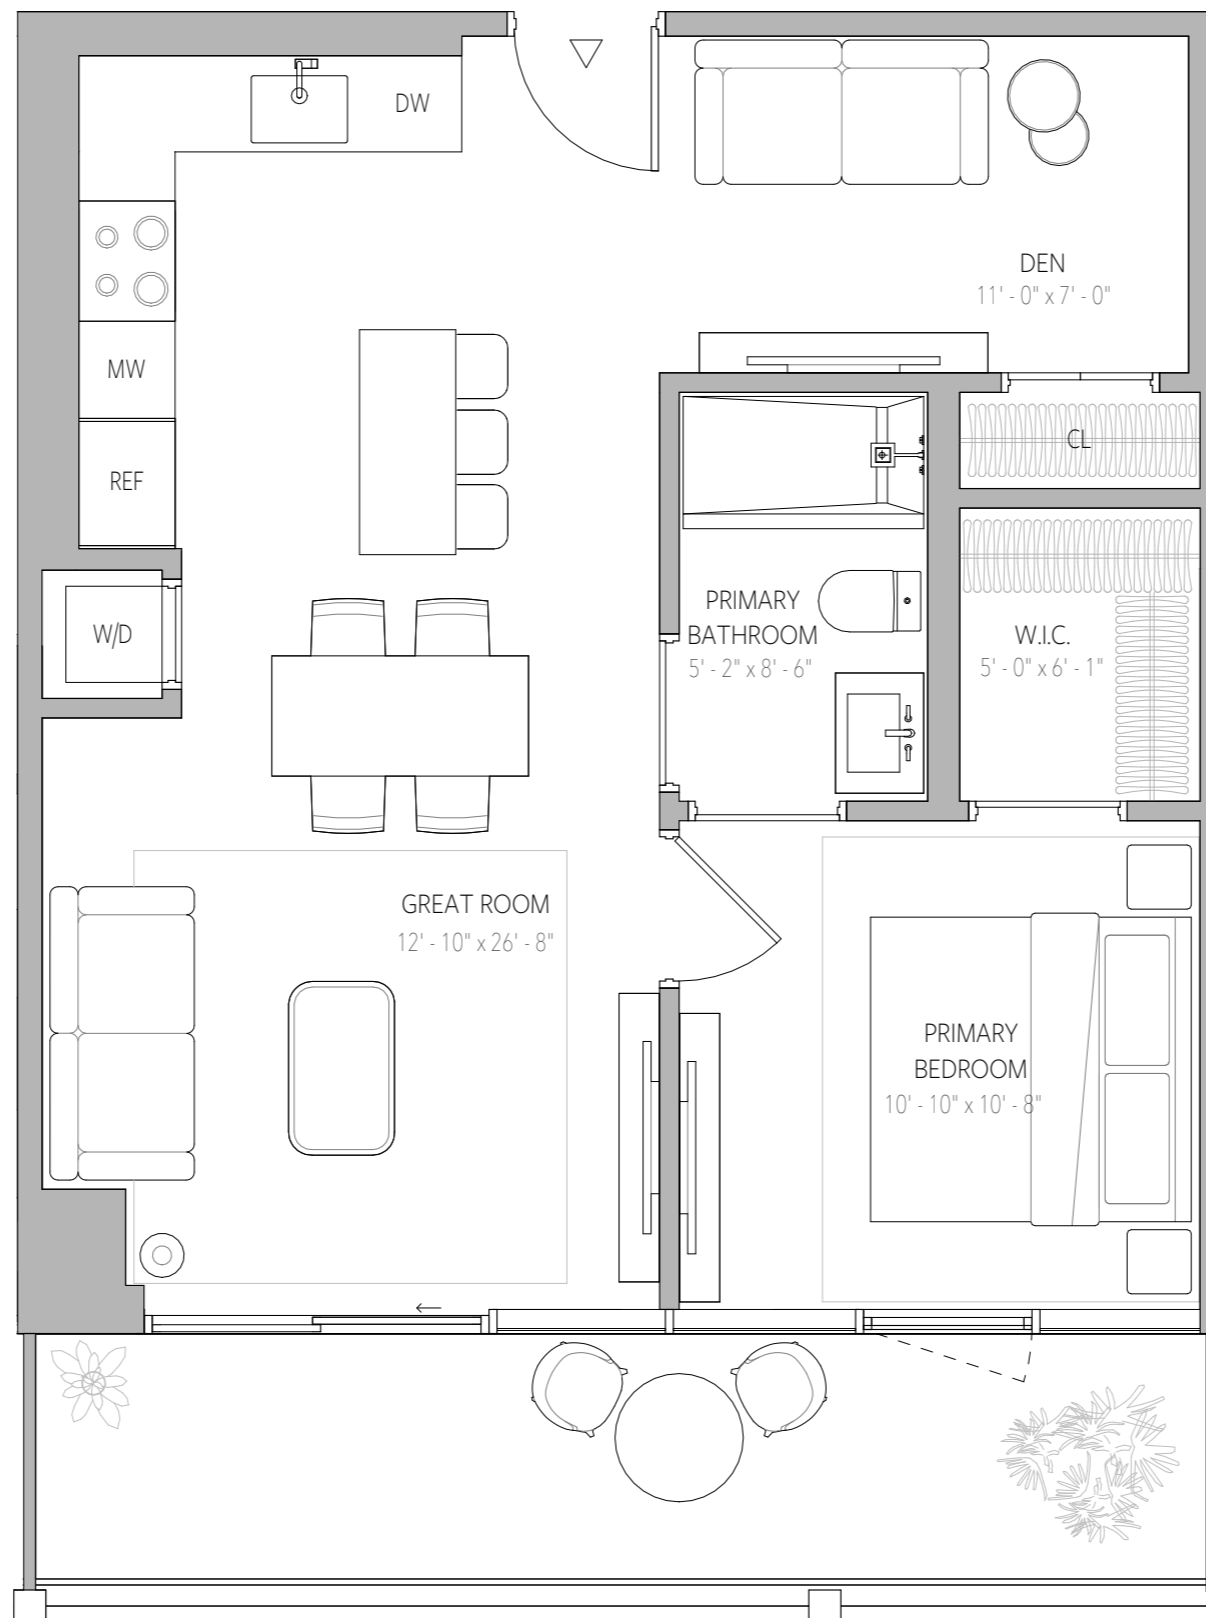 DW
DEN
11' - 0" x 7' - 0"
MW
CL
REF
PRIMARY
BATHROOM
5' - 2" x 8' - 6"
W/D
W.I.C.
5' - 0" x 6' - 1"
GREAT ROOM
12' - 10" x 26' - 8"
PRIMARY
BEDROOM
10' - 10" x 10' - 8"